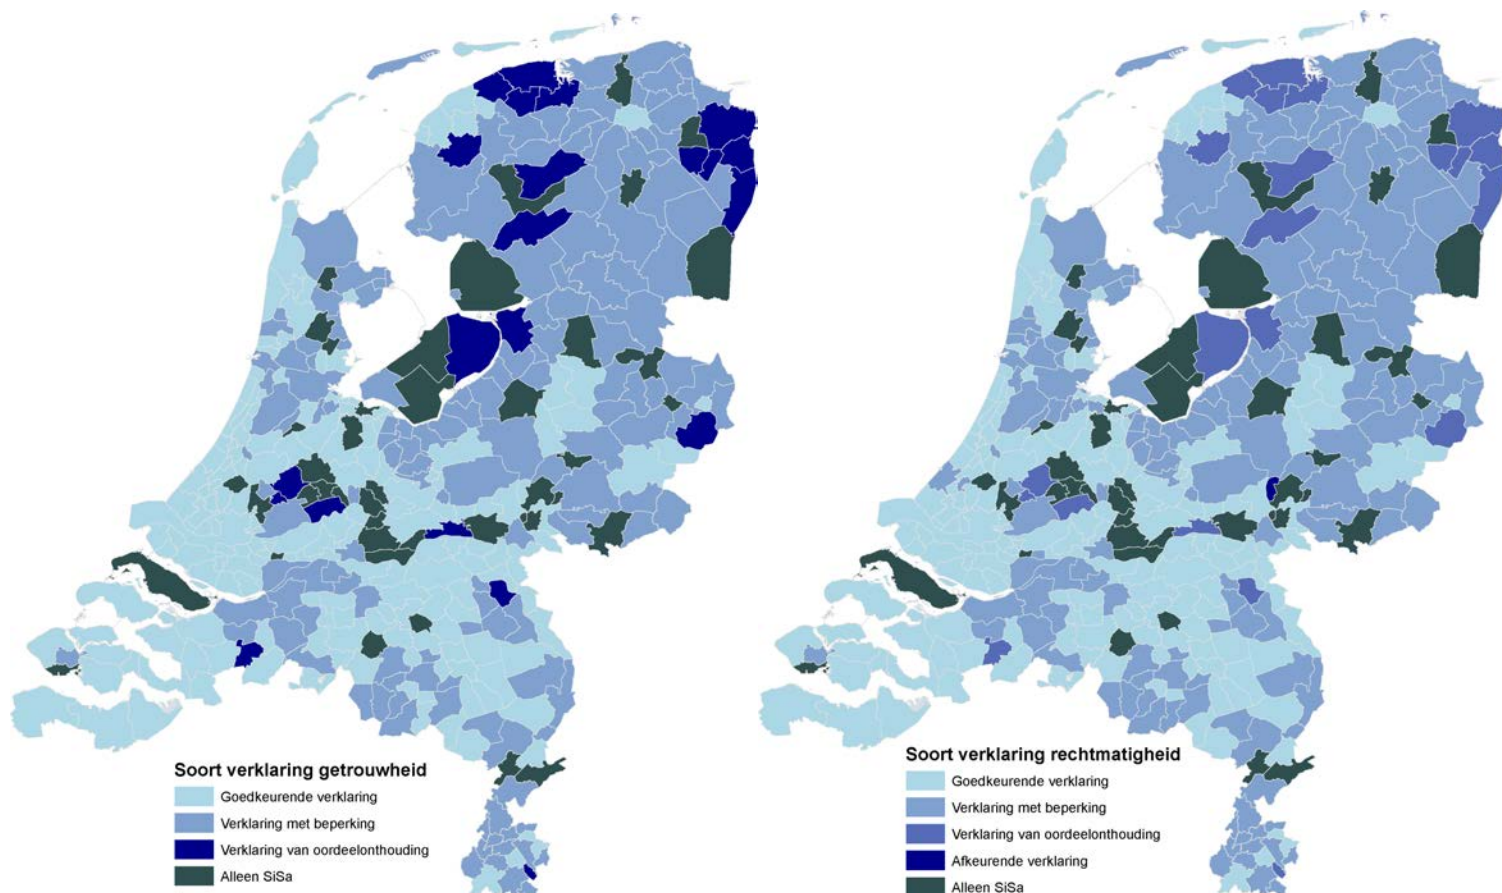 Soort verklaring getrouwheid
Goedkeurende verklaring
Verklaring met beperking
Verklaring van oordeelonthouding
Alleen SiSa
Soort verklaring rechtmatigheid
Goedkeurende verklaring
Verklaring met beperking
Verklaring van oordeelonthouding
Afkeurende verklaring
Alleen SiSa